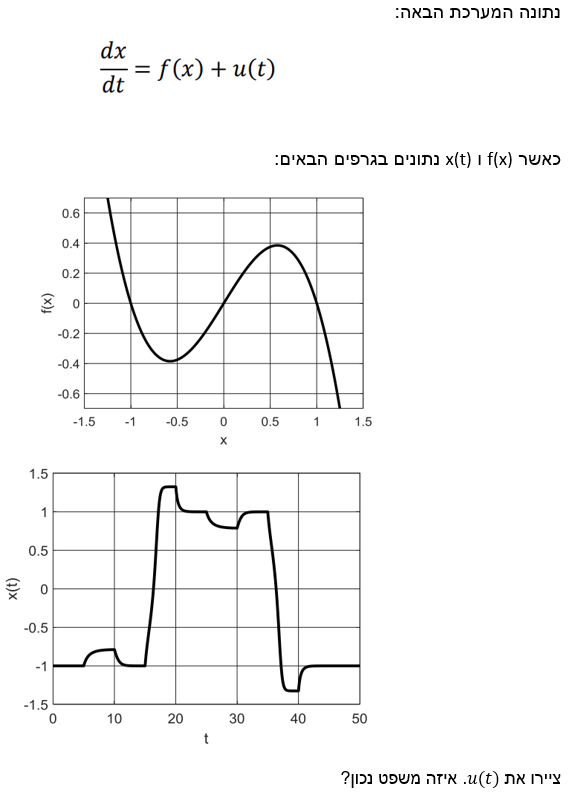 נתונה המערכת הבאה:
dx/dt = f(x) + u(t)
כאשר f(x) ו x(t) נתונים בגרפים הבאים:
0.6
0.4
0.2
0
-0.2
-0.4
-0.6
f(x)
-1.5 -1 -0.5 0 0.5 1 1.5
x
1.5
1
0.5
0
-0.5
-1
-1.5
x(t)
0 10 20 30 40 50
t
ציירו את u(t). איזה משפט נכון?